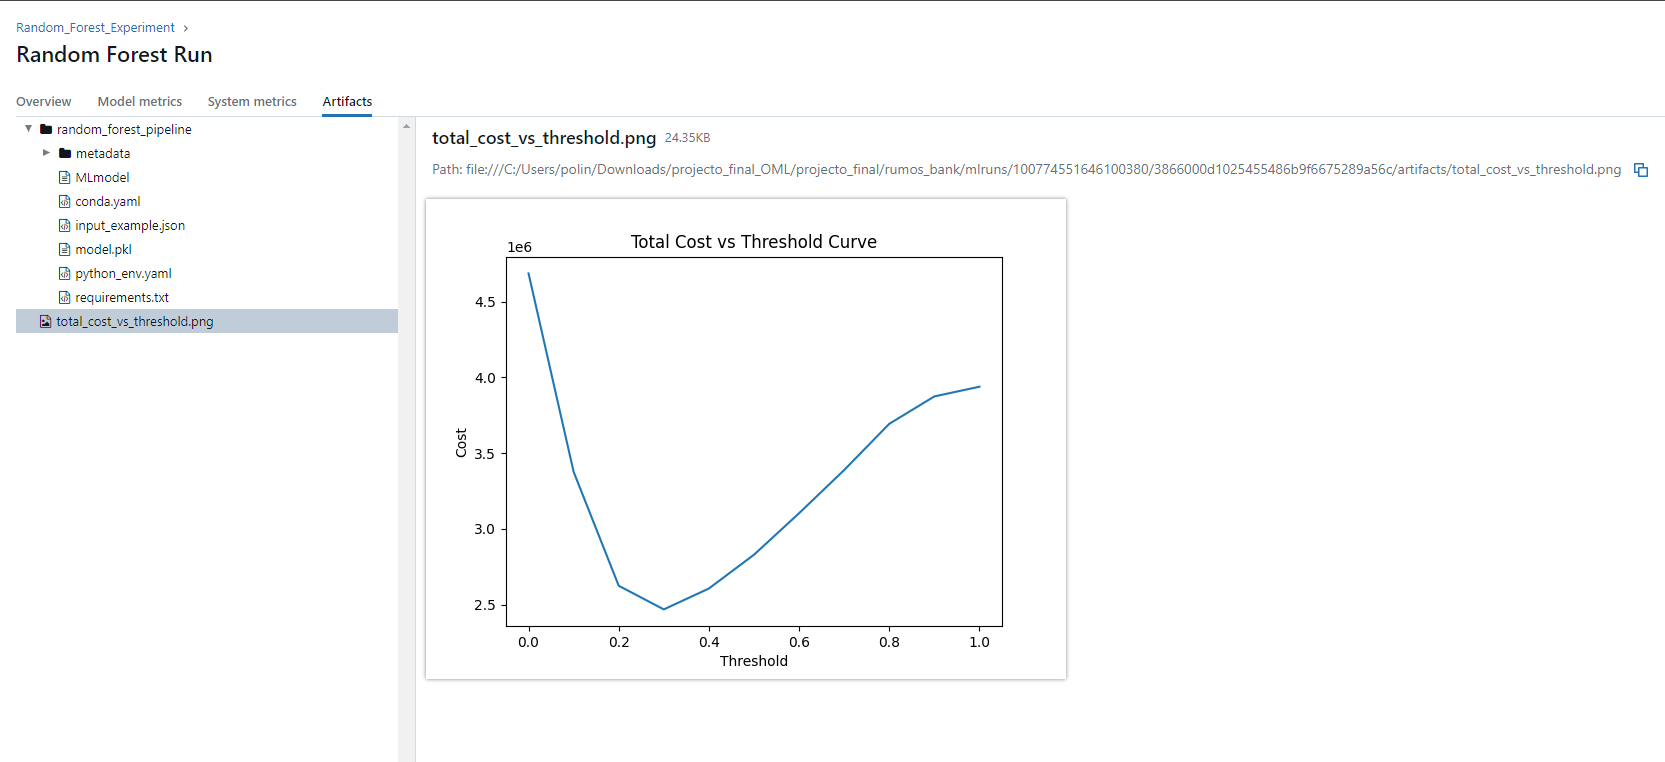 Random_Forest_Experiment ›
Random Forest Run
Overview Model metrics System metrics Artifacts
random_forest_pipeline
metadata
MLmodel
conda.yaml
input_example.json
model.pkl
python_env.yaml
requirements.txt
total_cost_vs_threshold.png
total_cost_vs_threshold.png 24.35KB
Path: file:///C:/Users/polin/Downloads/projecto_final_OML/projecto_final/rumos_bank/mlruns/100774551646100380/3866000d1025455486b9f6675289a56c/artifacts/total_cost_vs_threshold.png
Total Cost vs Threshold Curve
1e6
4.5
4.0
3.5
3.0
2.5
Cost
0.0 0.2 0.4 0.6 0.8 1.0
Threshold